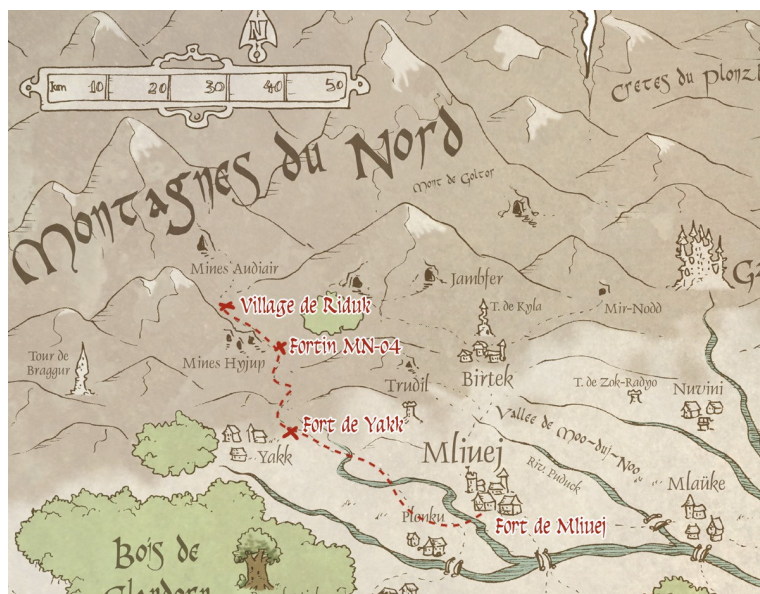 N
km 10 20 30 40 50
Crêtes du Plonzh
Montagnes du Nord
Mont de Goltor
Mines Audiair
Jambfer
Village de Riduk
T. de Kyla
Mir-Nodd
Fortin MN-04
Tour de
Braggur
Mines Hyjup
Birtek
Trudil
T. de Zok-Radyo
Nuvini
Fort de Yakk
Yakk
Vallée de Moo-duj-Noo
Mliuej
Riv. Puduck
Mlaüke
Plonku
Fort de Mliuej
Bois de